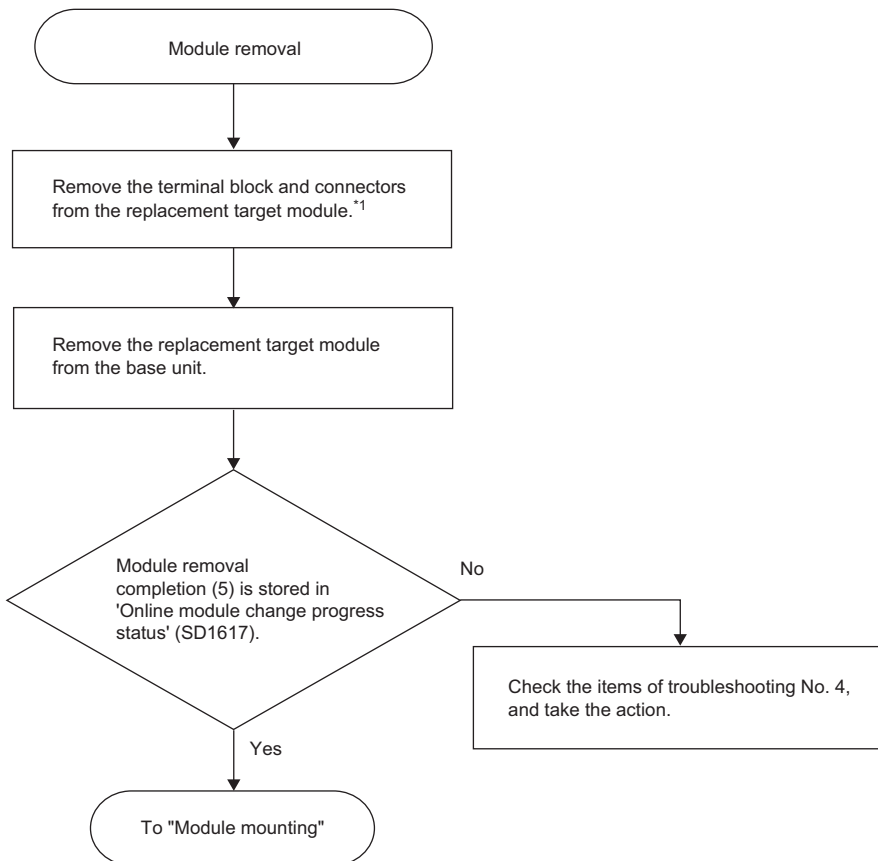 Module removal
Remove the terminal block and connectors
from the replacement target module.*1
Remove the replacement target module
from the base unit.
Module removal
completion (5) is stored in
'Online module change progress
status' (SD1617).
No
Check the items of troubleshooting No. 4,
and take the action.
Yes
To "Module mounting"